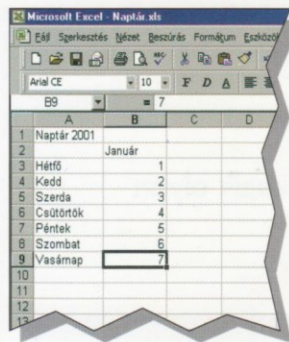 Microsoft Excel - Naptár.xls
Fájl Szerkesztés Nézet Beszúrás Formátum Eszközök
Arial CE 10 F D A
B9 = 7
A B C D
1 Naptár 2001
2 Január
3 Hétfő 1
4 Kedd 2
5 Szerda 3
6 Csütörtök 4
7 Péntek 5
8 Szombat 6
9 Vasárnap 7
10
11
12
13